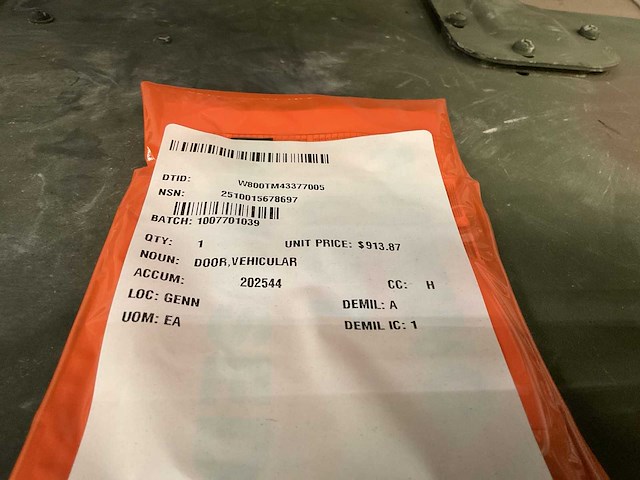 DTID: W800TM43377005
NSN: 2510015678697
BATCH: 1007701039
QTY: 1 UNIT PRICE: $913.87
NOUN: DOOR,VEHICULAR
ACCUM: 202544 CC: H
LOC: GENN DEMIL: A
UOM: EA DEMIL IC: 1